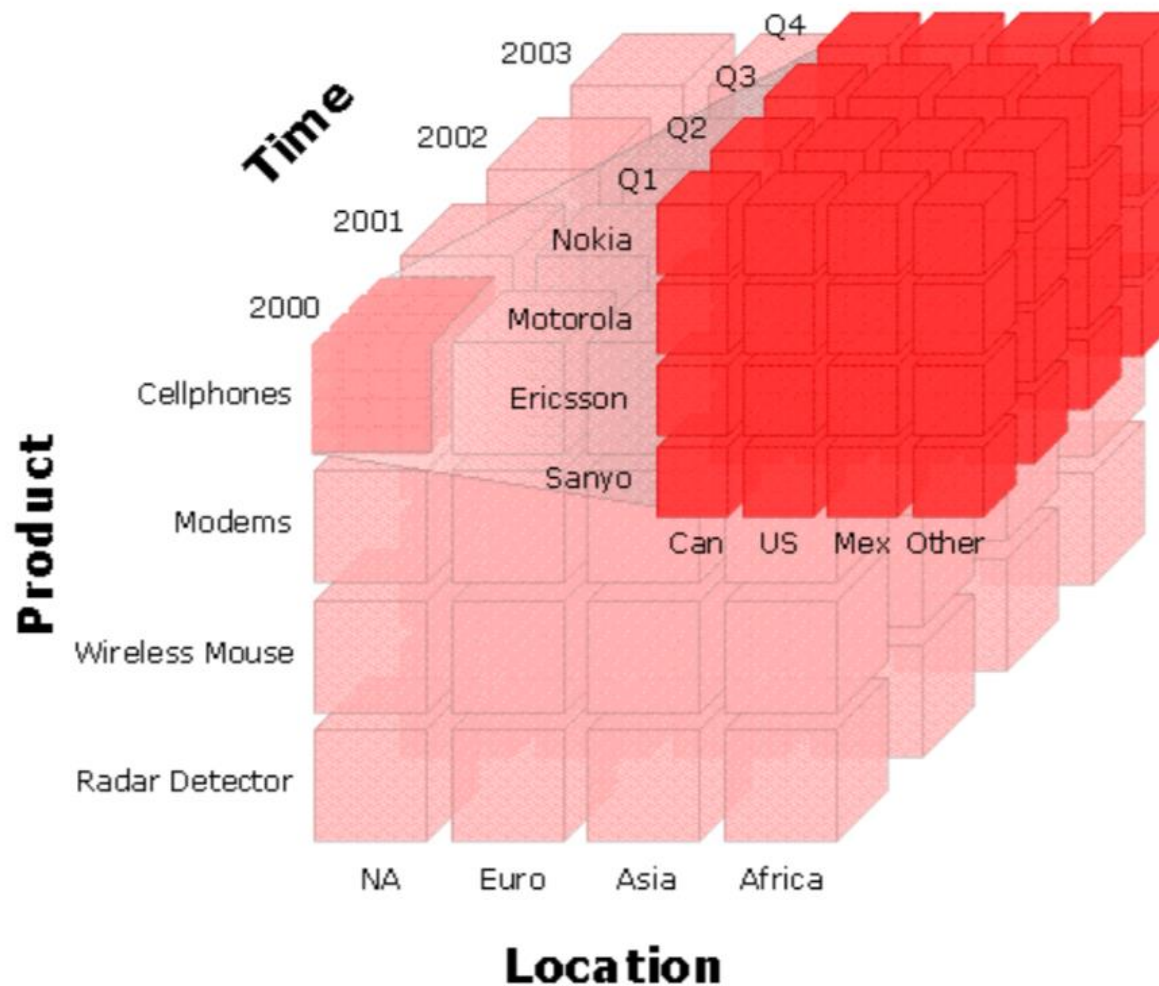 Q4
2003
Q3
Time
Q2
2002
Q1
2001
Nokia
2000
Motorola
Cellphones
Ericsson
Product
Sanyo
Modems
Can US Mex Other
Wireless Mouse
Radar Detector
NA Euro Asia Africa
Location